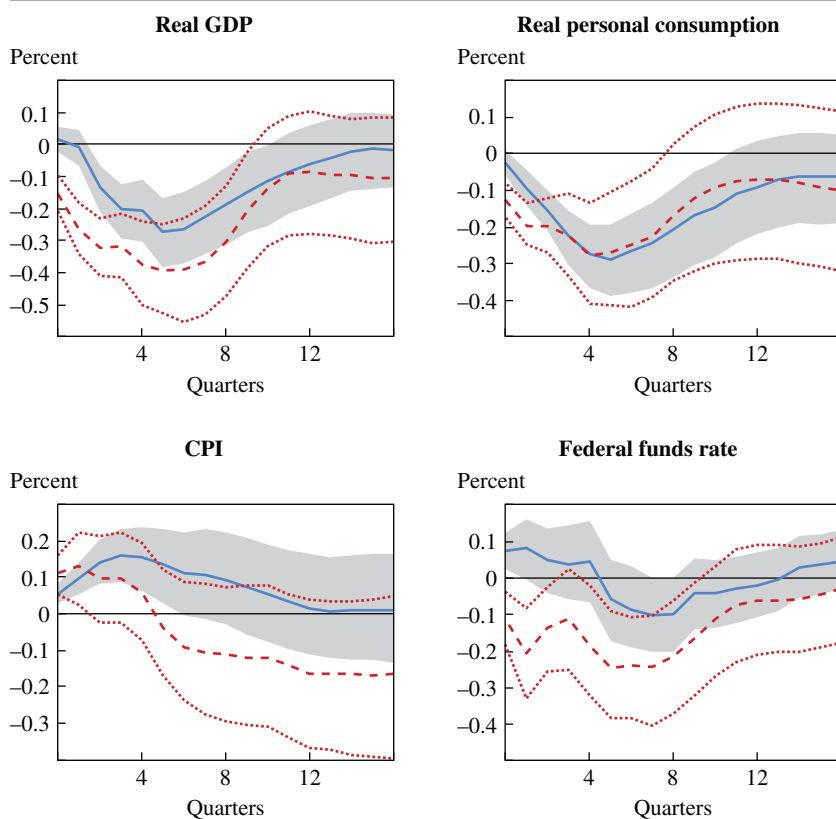 Real GDP
Percent
0.1
0
–0.1
–0.2
–0.3
–0.4
–0.5
4 8 12
Quarters
Real personal consumption
Percent
0.1
0
–0.1
–0.2
–0.3
–0.4
4 8 12
Quarters
CPI
Percent
0.2
0.1
0
–0.1
–0.2
–0.3
4 8 12
Quarters
Federal funds rate
Percent
0.1
0
–0.1
–0.2
–0.3
–0.4
4 8 12
Quarters